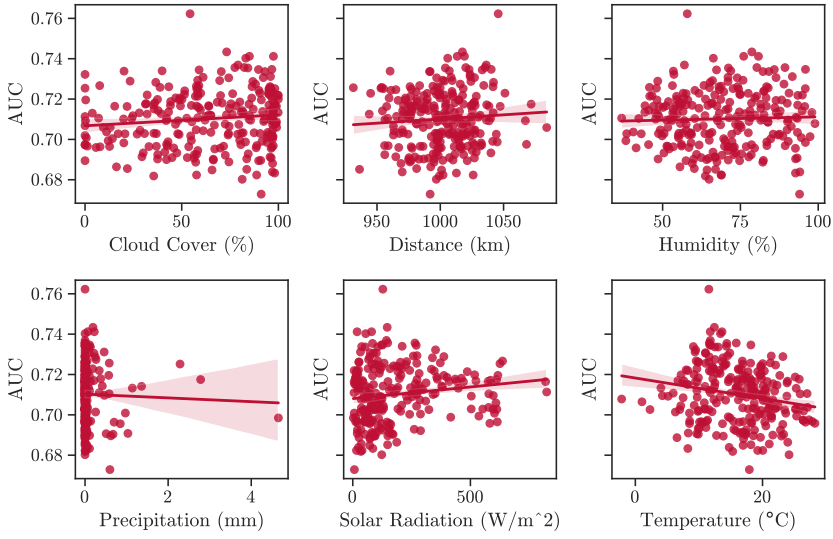 0.76
0.74
0.72
0.70
0.68
AUC
0
50
100
Cloud Cover (%)
AUC
950
1000
1050
Distance (km)
AUC
50
75
100
Humidity (%)
0.76
0.74
0.72
0.70
0.68
AUC
0
2
4
Precipitation (mm)
AUC
0
500
Solar Radiation (W/m^2)
AUC
0
20
Temperature (°C)